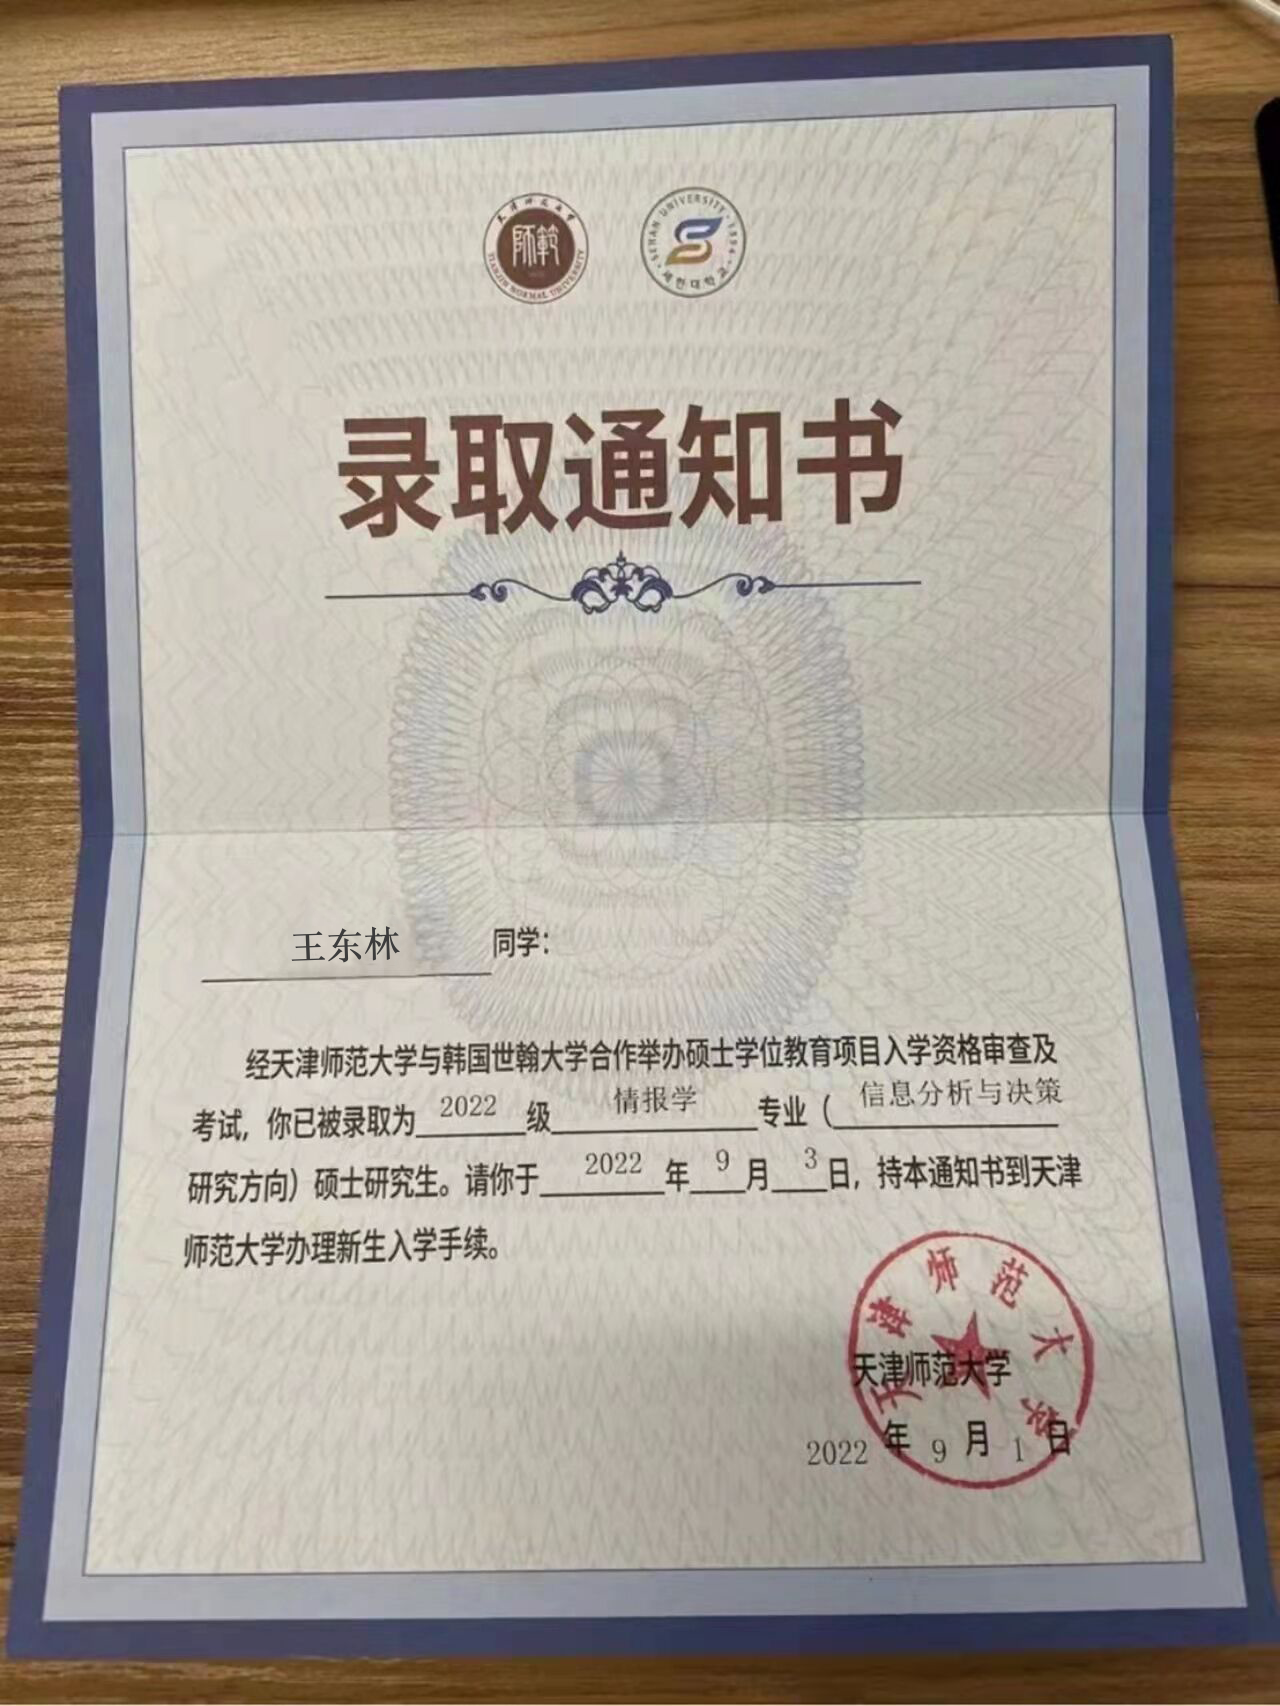 天津师范大学
師範
TIANJIN NORMAL UNIVERSITY
SEHAN UNIVERSITY · 1994
세한대학교
录取通知书
王东林 同学：
经天津师范大学与韩国世翰大学合作举办硕士学位教育项目入学资格审查及
考试，你已被录取为 2022 级 情报学 专业（ 信息分析与决策
研究方向）硕士研究生。请你于 2022 年 9 月 3 日，持本通知书到天津
师范大学办理新生入学手续。
天津师范大学
天津师范大学
2022 年 9 月 1 日